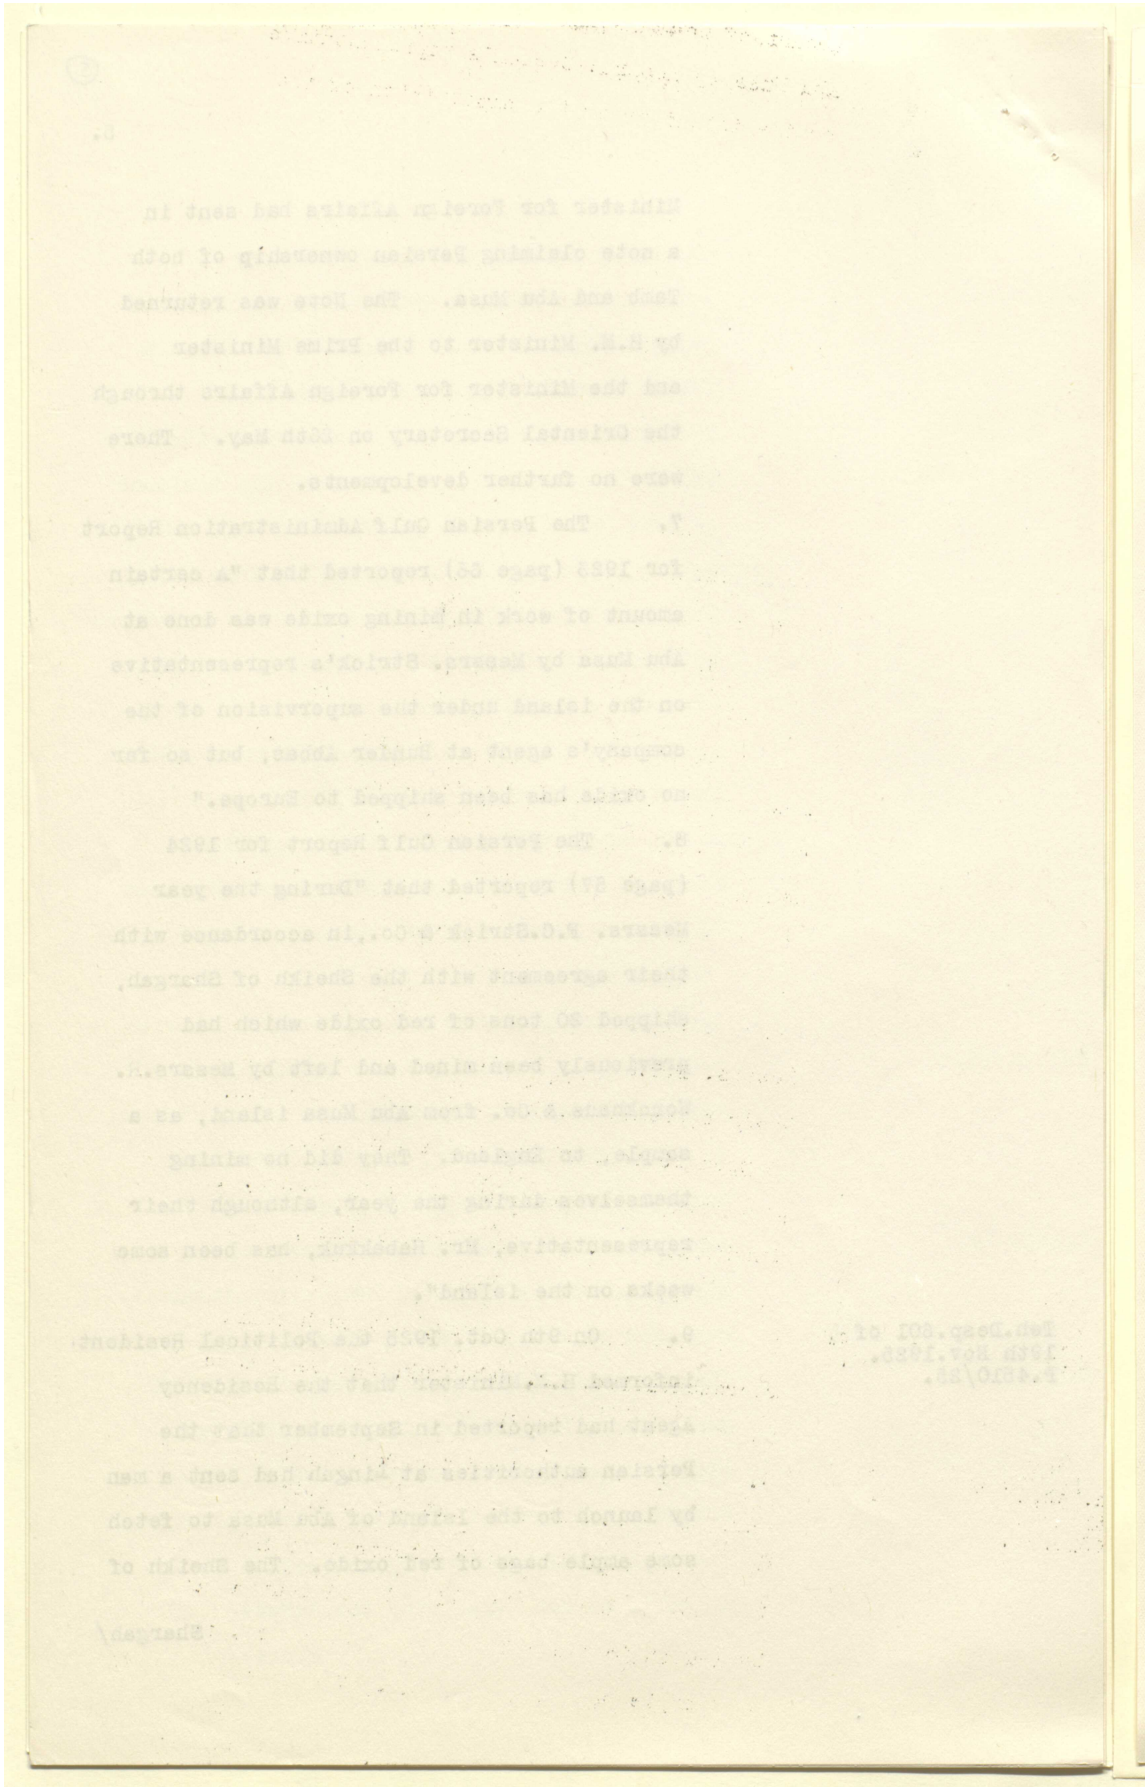 Minister for Foreign Affairs had sent in
a note claiming Persian ownership of both
Tamb and Abu Musa. The Note was returned
by H.M. Minister to the Prime Minister
and the Minister for Foreign Affairs through
the Oriental Secretary on 26th May. There
were no further developments.
7. The Persian Gulf Administration Report
for 1923 (page 56) reported that "A certain
amount of work in mining oxide was done at
Abu Musa by Messrs. Strick's representative
on the island under the supervision of the
company's agent at Bunder Abbas, but so far
no oxide has been shipped to Europe."
8. The Persian Gulf Report for 1924
(page 57) reported that "During the year
Messrs. F.C.Strick & Co., in accordance with
their agreement with the Sheikh of Shargah,
shipped 20 tons of red oxide which had
previously been mined and left by Messrs.
& Co. from Abu Musa island, as a
sample, to England. They did no mining
themselves during the year, although their
representative, Mr. Habakkuk, has been some
weeks on the island".
Teh.Desp.801 of
19th Nov.1925.
P.4510/25.
9. On 9th Oct. 1925 the Political Resident
informed H.M.Minister that the Residency
Agent had reported in September that the
Persian authorities at Lingah had sent a man
by launch to the Island of Abu Musa to fetch
some bags of red oxide. The Sheikh of
Shargah/